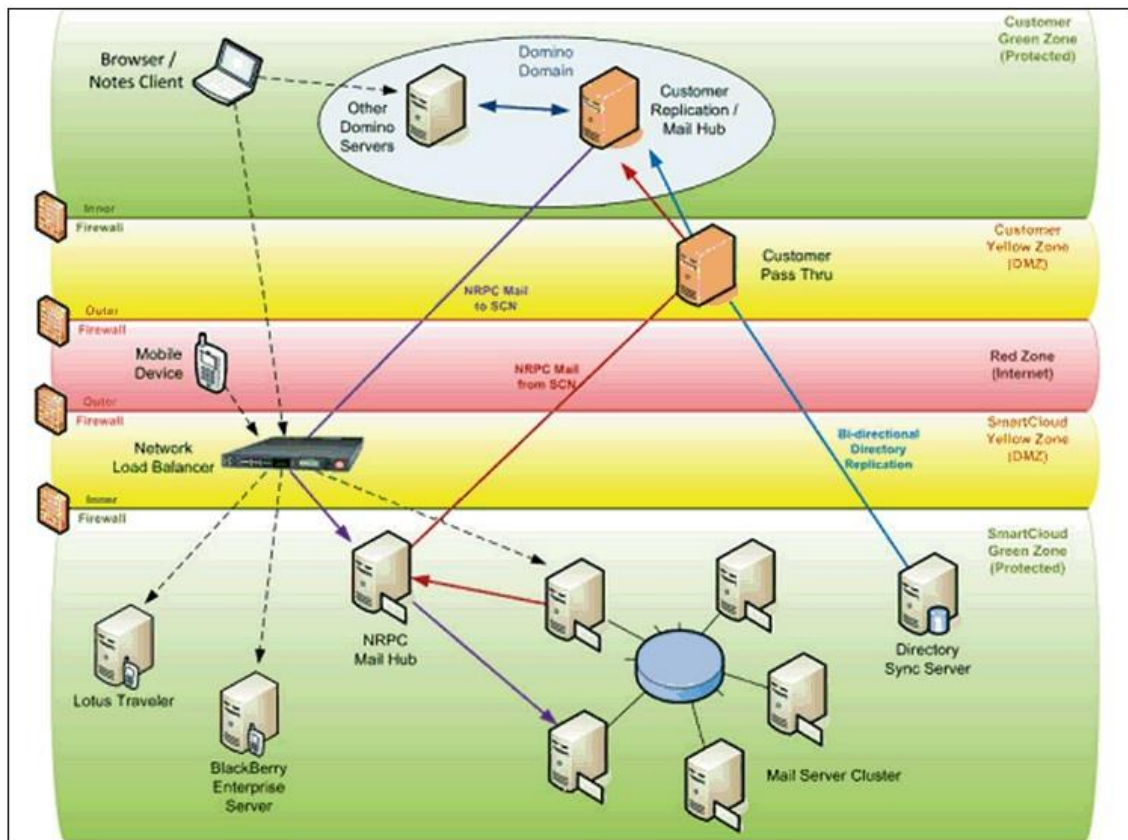 Customer
Green Zone
(Protected)
Browser /
Notes Client
Domino
Domain
Other
Domino
Servers
Customer
Replication /
Mail Hub
Inner
Firewall
Customer
Yellow Zone
(DMZ)
Customer
Pass Thru
NRPC Mail
to SCN
Outer
Firewall
Mobile
Device
NRPC Mail
from SCN
Red Zone
(Internet)
Outer
Firewall
Network
Load Balancer
Bi-directional
Directory
Replication
SmartCloud
Yellow Zone
(DMZ)
Inner
Firewall
SmartCloud
Green Zone
(Protected)
NRPC
Mail Hub
Directory
Sync Server
Lotus Traveler
BlackBerry
Enterprise
Server
Mail Server Cluster